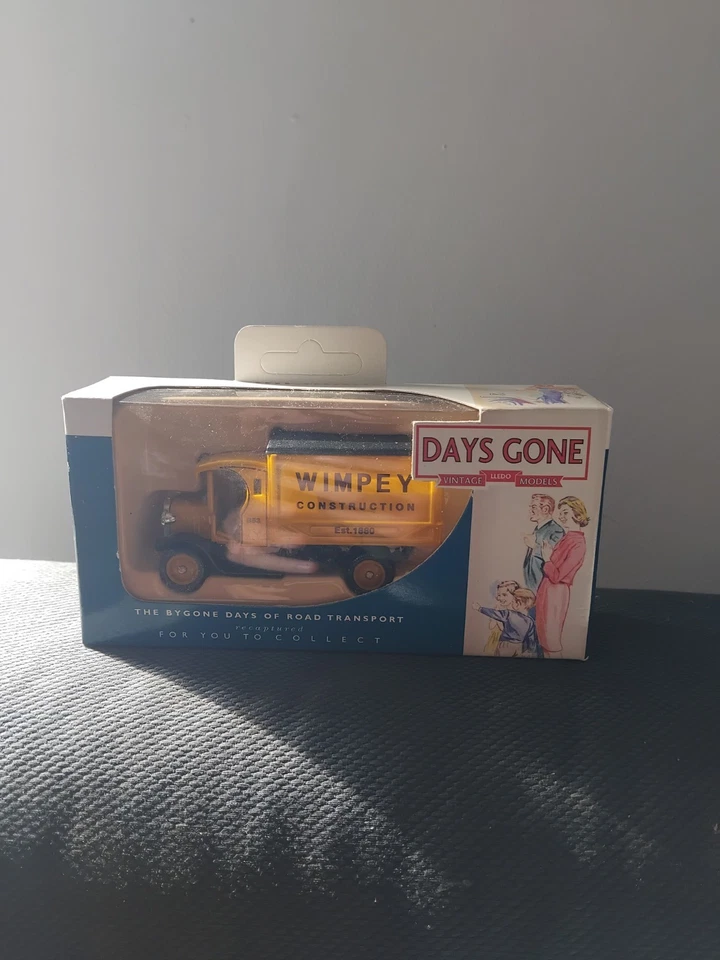 DAYS GONE
VINTAGE LLEDO MODELS
WIMPEY
CONSTRUCTION
Est.1880
THE BYGONE DAYS OF ROAD TRANSPORT
recaptured
FOR YOU TO COLLECT